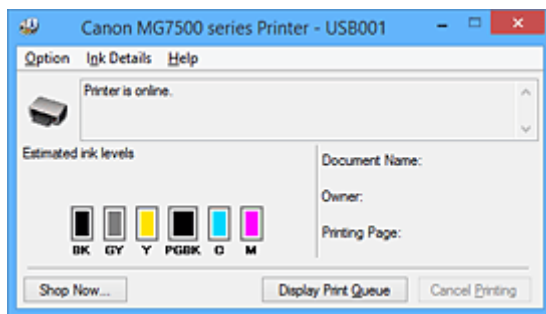 Canon MG7500 series Printer - USB001
Option Ink Details Help
Printer is online.
Estimated ink levels
Document Name:
Owner:
Printing Page:
BK GY Y PGBK C M
Shop Now... Display Print Queue Cancel Printing